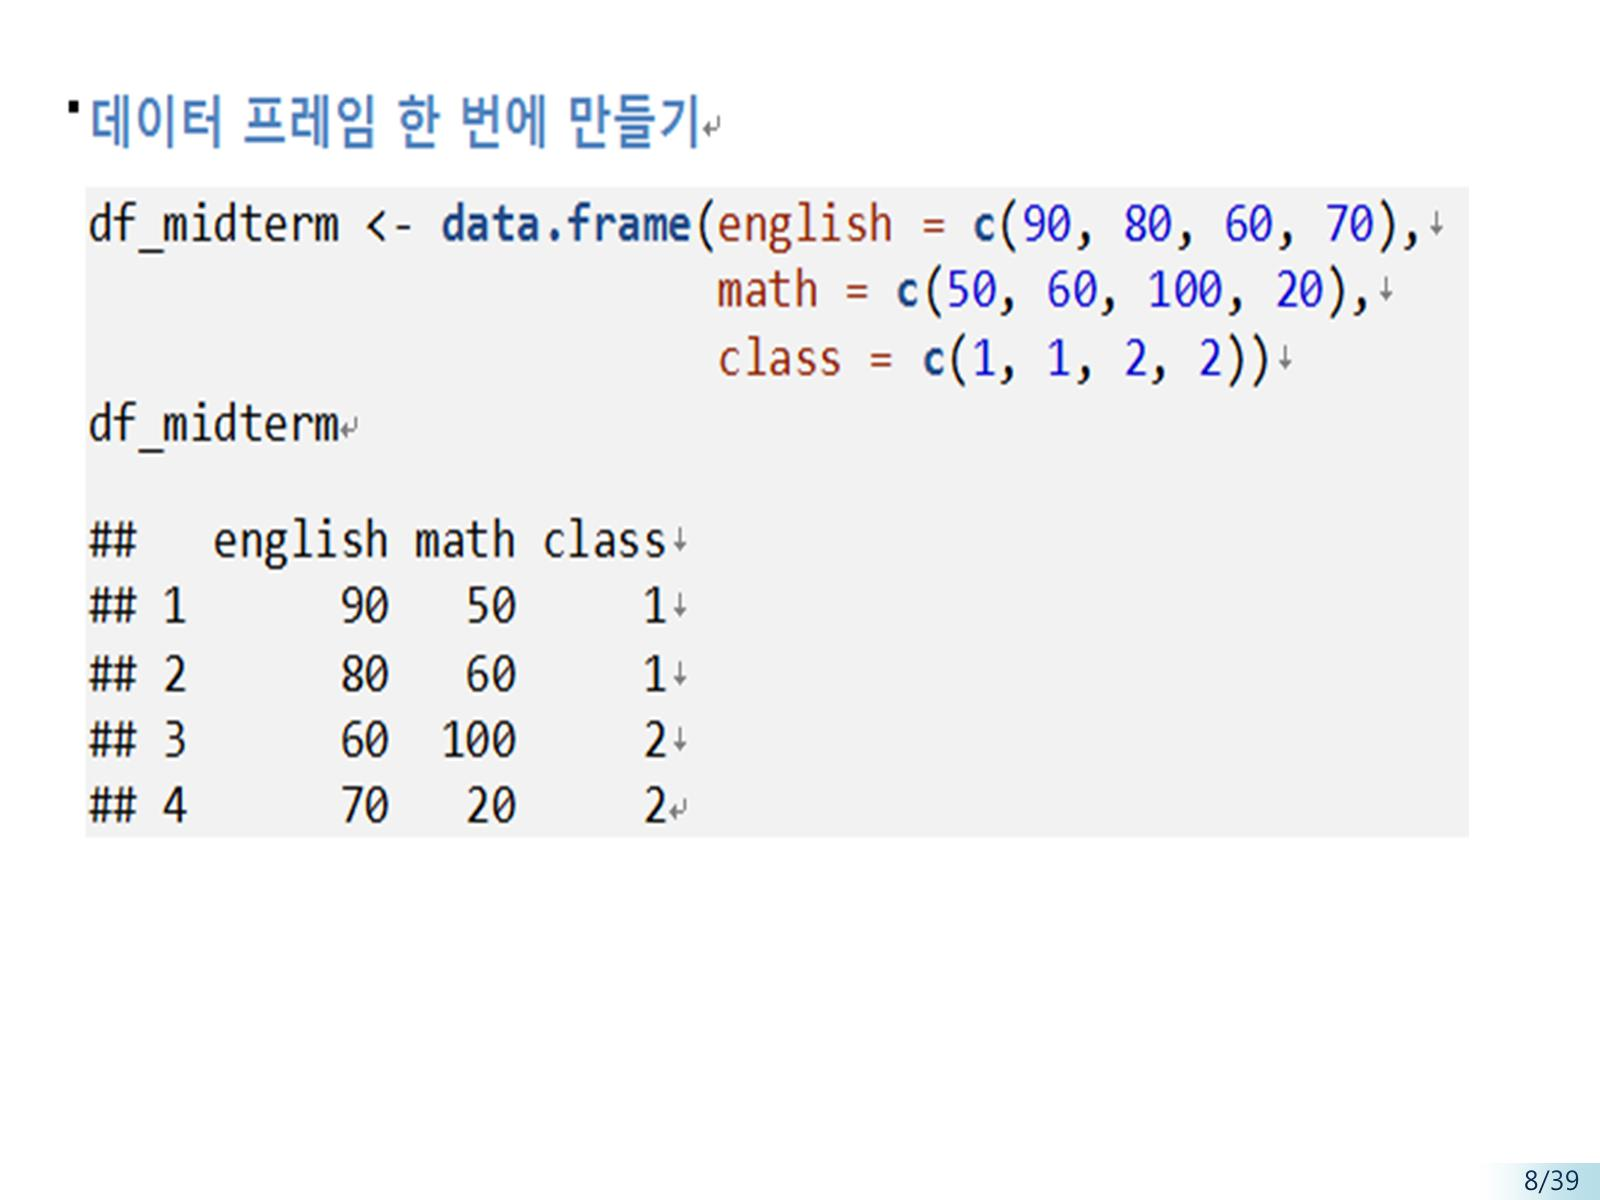 ▪ 데이터 프레임 한 번에 만들기↵
df_midterm <- data.frame(english = c(90, 80, 60, 70),↓
                         math = c(50, 60, 100, 20),↓
                         class = c(1, 1, 2, 2))↓
df_midterm↵
##   english math class↓
## 1      90   50     1↓
## 2      80   60     1↓
## 3      60  100     2↓
## 4      70   20     2↵
8/39